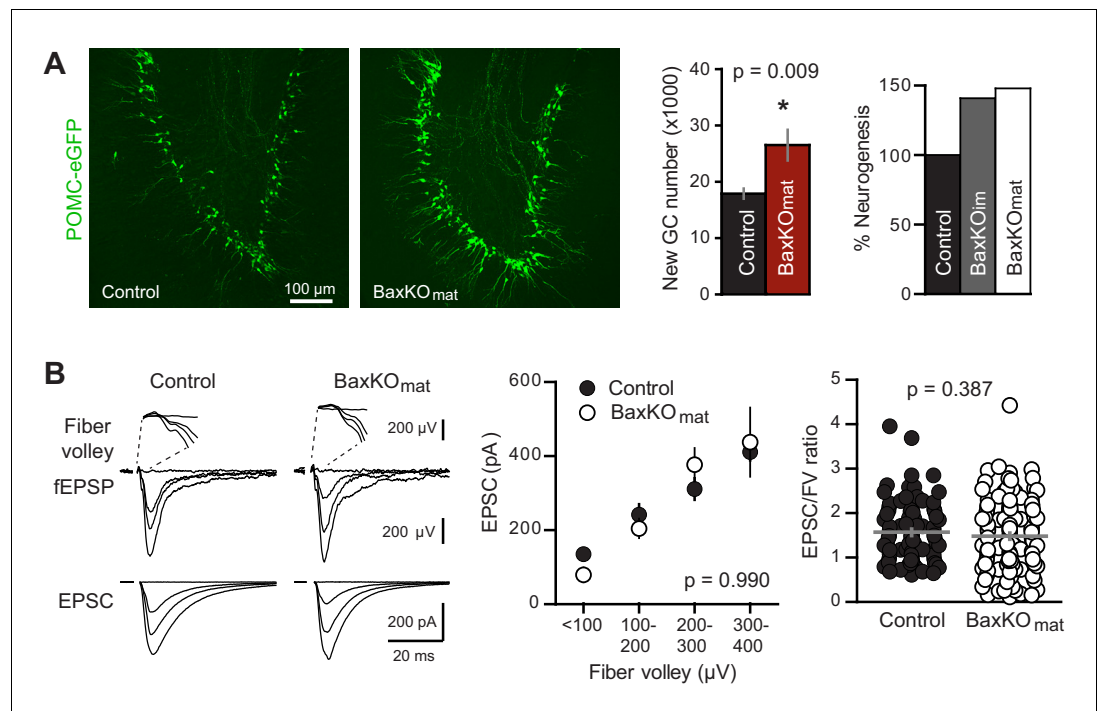 A
POMC-eGFP
Control
100 µm
BaxKOmat
New GC number (x1000)
40
30
20
10
0
p = 0.009
*
Control
BaxKOmat
% Neurogenesis
150
100
50
0
Control
BaxKOim
BaxKOmat
B
Control
BaxKOmat
Fiber
volley
200 µV
fEPSP
200 µV
EPSC
200 pA
20 ms
EPSC (pA)
600
400
200
0
Control
BaxKOmat
p = 0.990
<100
100-
200
200-
300
300-
400
Fiber volley (µV)
EPSC/FV ratio
5
4
3
2
1
0
p = 0.387
Control
BaxKOmat